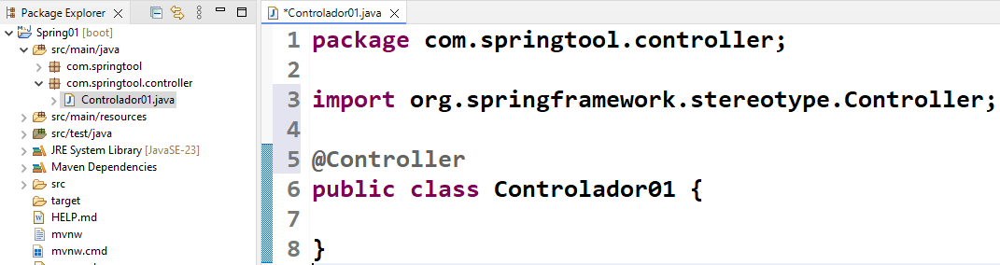 Package Explorer
Spring01 [boot]
src/main/java
com.springtool
com.springtool.controller
Controlador01.java
src/main/resources
src/test/java
JRE System Library [JavaSE-23]
Maven Dependencies
src
target
HELP.md
mvnw
mvnw.cmd
*Controlador01.java
1 package com.springtool.controller;
2
3 import org.springframework.stereotype.Controller;
4
5 @Controller
6 public class Controlador01 {
7
8 }